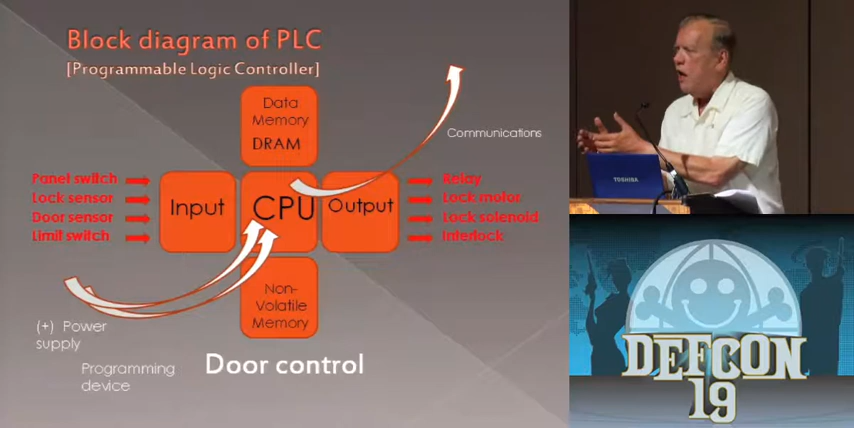 Block diagram of PLC
[Programmable Logic Controller]
Data
Memory
DRAM
Communications
Panel switch
Lock sensor
Door sensor
Limit switch
Input
CPU
Output
Relay
Lock motor
Lock solenoid
Interlock
Non-
Volatile
Memory
(+) Power
supply
Programming
device
Door control
TOSHIBA
DEFCON
19